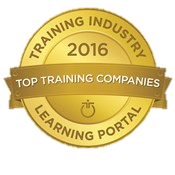 TRAINING INDUSTRY
2016
TOP TRAINING COMPANIES
LEARNING PORTAL